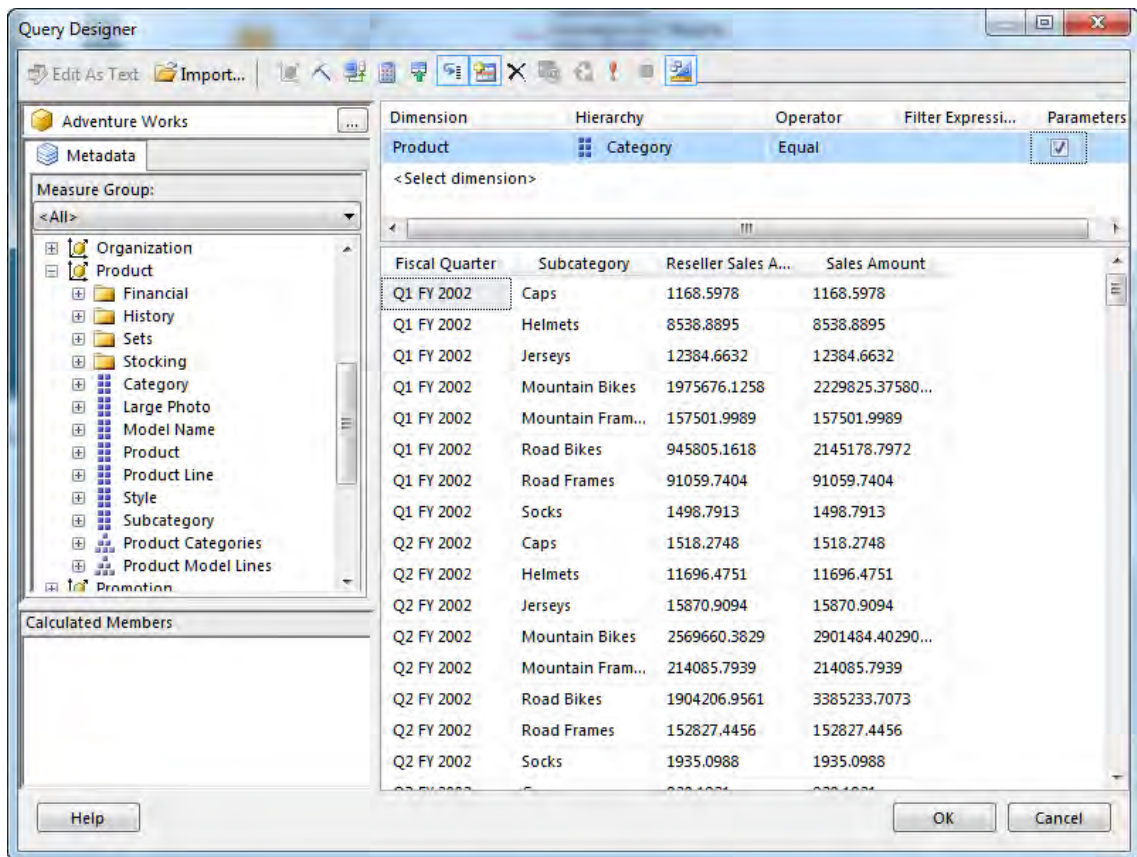 Query Designer
Edit As Text Import...
Adventure Works ...
Metadata
Measure Group:
<All>
Organization
Product
Financial
History
Sets
Stocking
Category
Large Photo
Model Name
Product
Product Line
Style
Subcategory
Product Categories
Product Model Lines
Promotion
Calculated Members
Dimension Hierarchy Operator Filter Expressi... Parameters
Product Category Equal
<Select dimension>
Fiscal Quarter Subcategory Reseller Sales A... Sales Amount
Q1 FY 2002 Caps 1168.5978 1168.5978
Q1 FY 2002 Helmets 8538.8895 8538.8895
Q1 FY 2002 Jerseys 12384.6632 12384.6632
Q1 FY 2002 Mountain Bikes 1975676.1258 2229825.37580...
Q1 FY 2002 Mountain Fram... 157501.9989 157501.9989
Q1 FY 2002 Road Bikes 945805.1618 2145178.7972
Q1 FY 2002 Road Frames 91059.7404 91059.7404
Q1 FY 2002 Socks 1498.7913 1498.7913
Q2 FY 2002 Caps 1518.2748 1518.2748
Q2 FY 2002 Helmets 11696.4751 11696.4751
Q2 FY 2002 Jerseys 15870.9094 15870.9094
Q2 FY 2002 Mountain Bikes 2569660.3829 2901484.40290...
Q2 FY 2002 Mountain Fram... 214085.7939 214085.7939
Q2 FY 2002 Road Bikes 1904206.9561 3385233.7073
Q2 FY 2002 Road Frames 152827.4456 152827.4456
Q2 FY 2002 Socks 1935.0988 1935.0988
Help OK Cancel